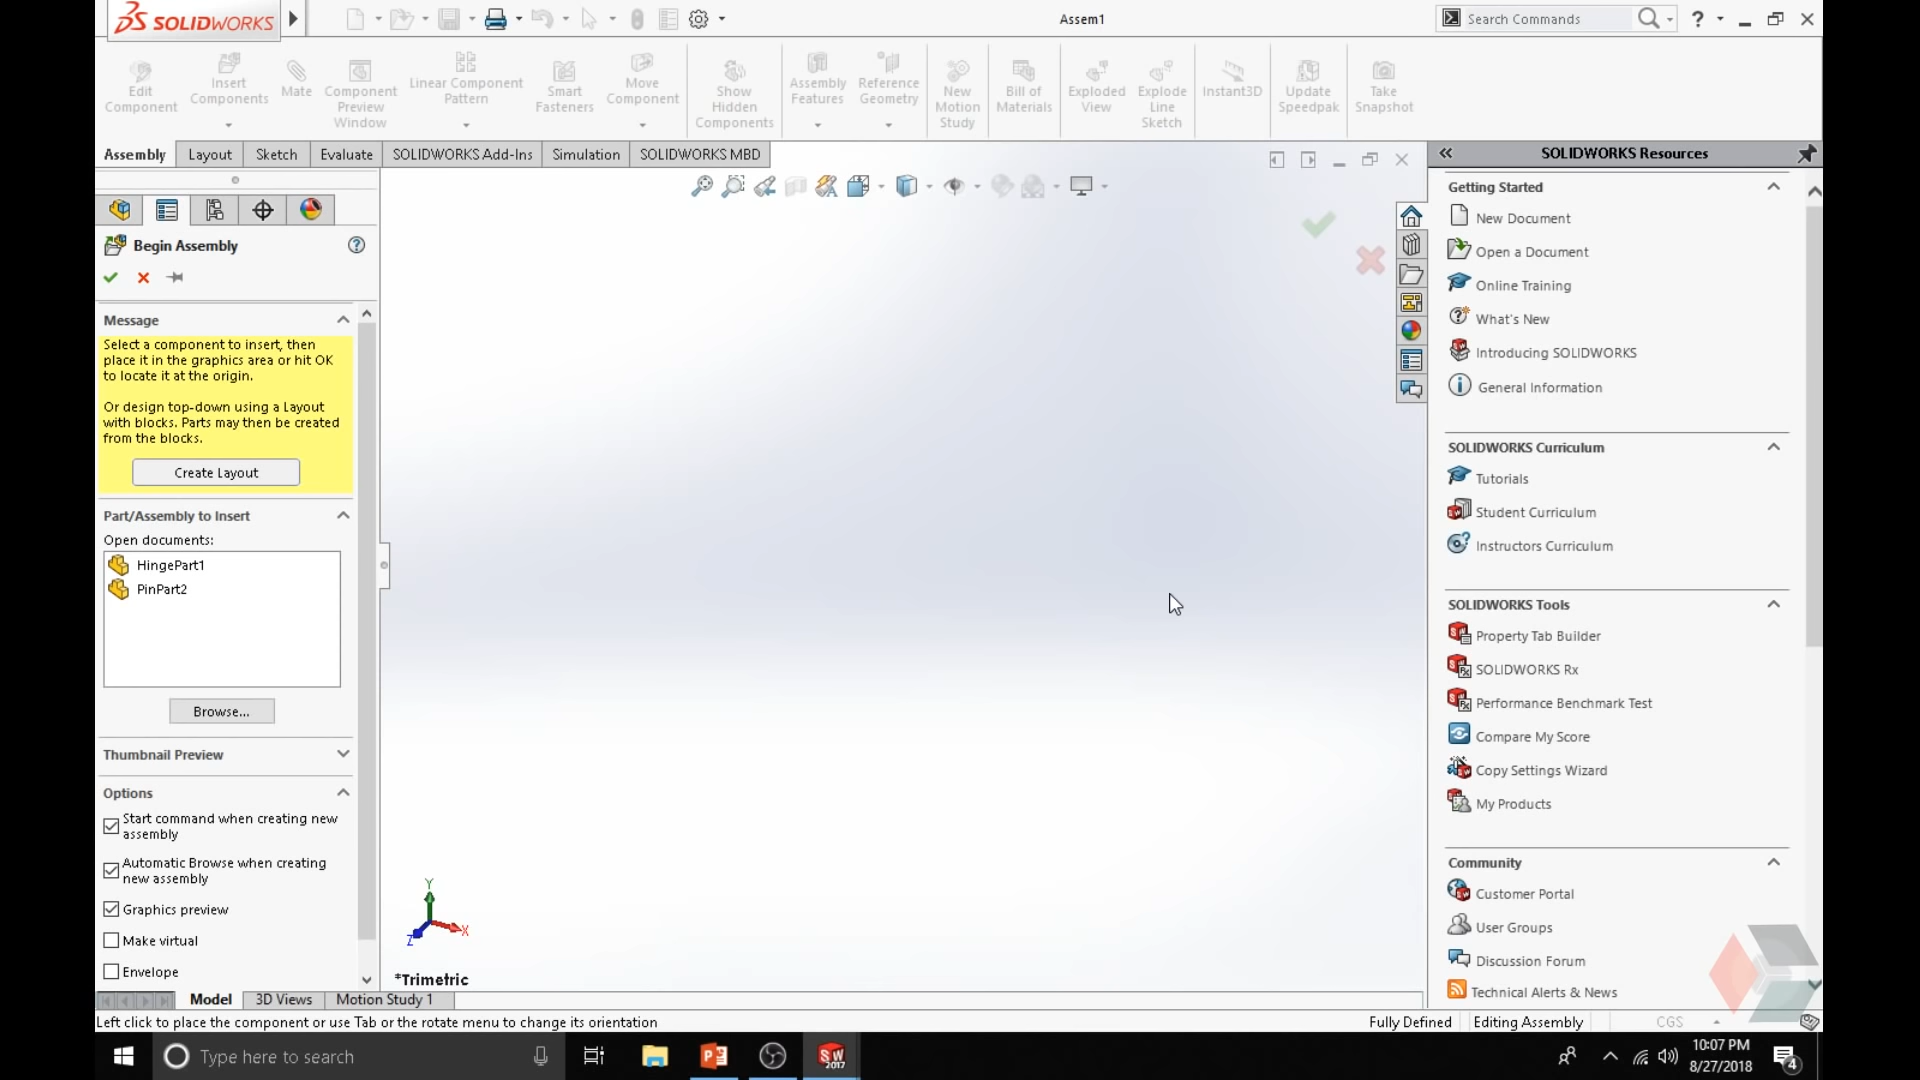 SOLIDWORKS
Assem1
Search Commands
?
Edit
Component
Insert
Components
Mate
Component
Preview
Window
Linear Component
Pattern
Smart
Fasteners
Move
Component
Show
Hidden
Components
Assembly
Features
Reference
Geometry
New
Motion
Study
Bill of
Materials
Exploded
View
Explode
Line
Sketch
Instant3D
Update
Speedpak
Take
Snapshot
Assembly
Layout
Sketch
Evaluate
SOLIDWORKS Add-Ins
Simulation
SOLIDWORKS MBD
Begin Assembly
Message
Select a component to insert, then
place it in the graphics area or hit OK
to locate it at the origin.
Or design top-down using a Layout
with blocks. Parts may then be created
from the blocks.
Create Layout
Part/Assembly to Insert
Open documents:
HingePart1
PinPart2
Browse...
Thumbnail Preview
Options
Start command when creating new
assembly
Automatic Browse when creating
new assembly
Graphics preview
Make virtual
Envelope
Y
X
Z
*Trimetric
Model
3D Views
Motion Study 1
Left click to place the component or use Tab or the rotate menu to change its orientation
Fully Defined
Editing Assembly
CGS
SOLIDWORKS Resources
Getting Started
New Document
Open a Document
Online Training
What's New
Introducing SOLIDWORKS
General Information
SOLIDWORKS Curriculum
Tutorials
Student Curriculum
Instructors Curriculum
SOLIDWORKS Tools
Property Tab Builder
SOLIDWORKS Rx
Performance Benchmark Test
Compare My Score
Copy Settings Wizard
My Products
Community
Customer Portal
User Groups
Discussion Forum
Technical Alerts & News
Type here to search
SW
2017
10:07 PM
8/27/2018
4